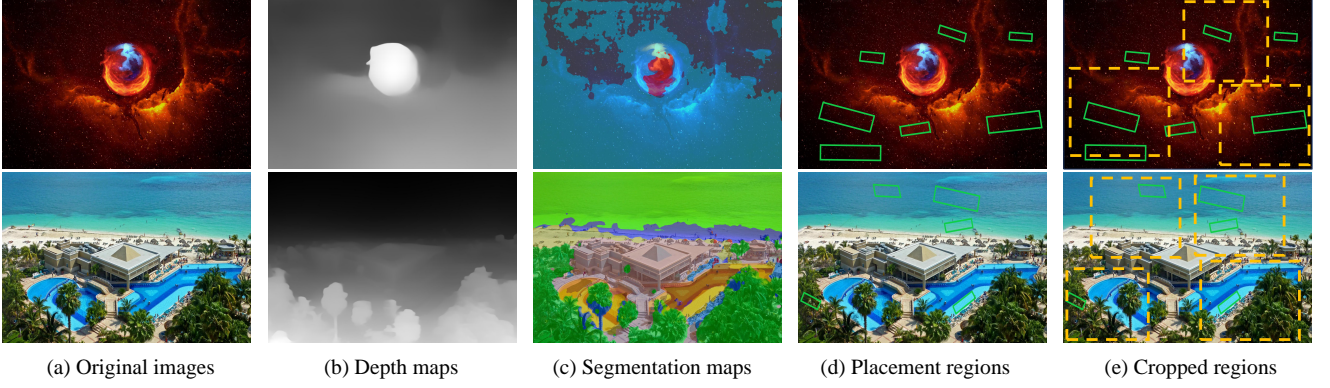 (a) Original images
(b) Depth maps
(c) Segmentation maps
(d) Placement regions
(e) Cropped regions